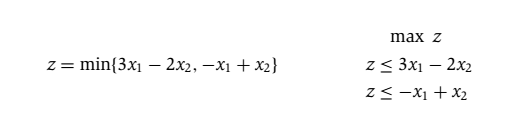 max z
z = min{3x₁ − 2x₂, −x₁ + x₂}
z ≤ 3x₁ − 2x₂
z ≤ −x₁ + x₂